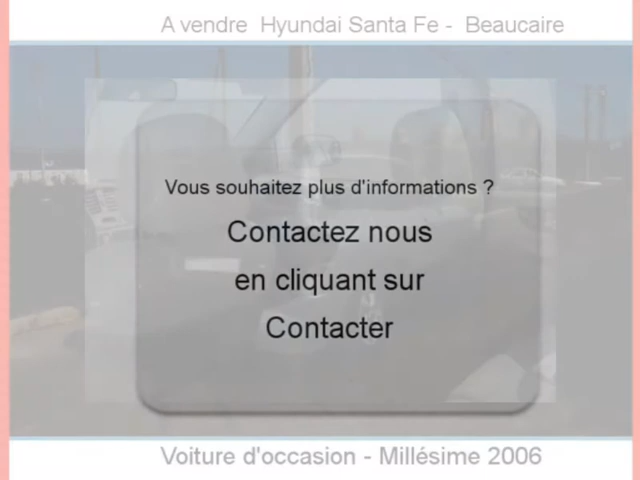 A vendre Hyundai Santa Fe - Beaucaire
Vous souhaitez plus d'informations ?
Contactez nous
en cliquant sur
Contacter
Voiture d'occasion - Millésime 2006